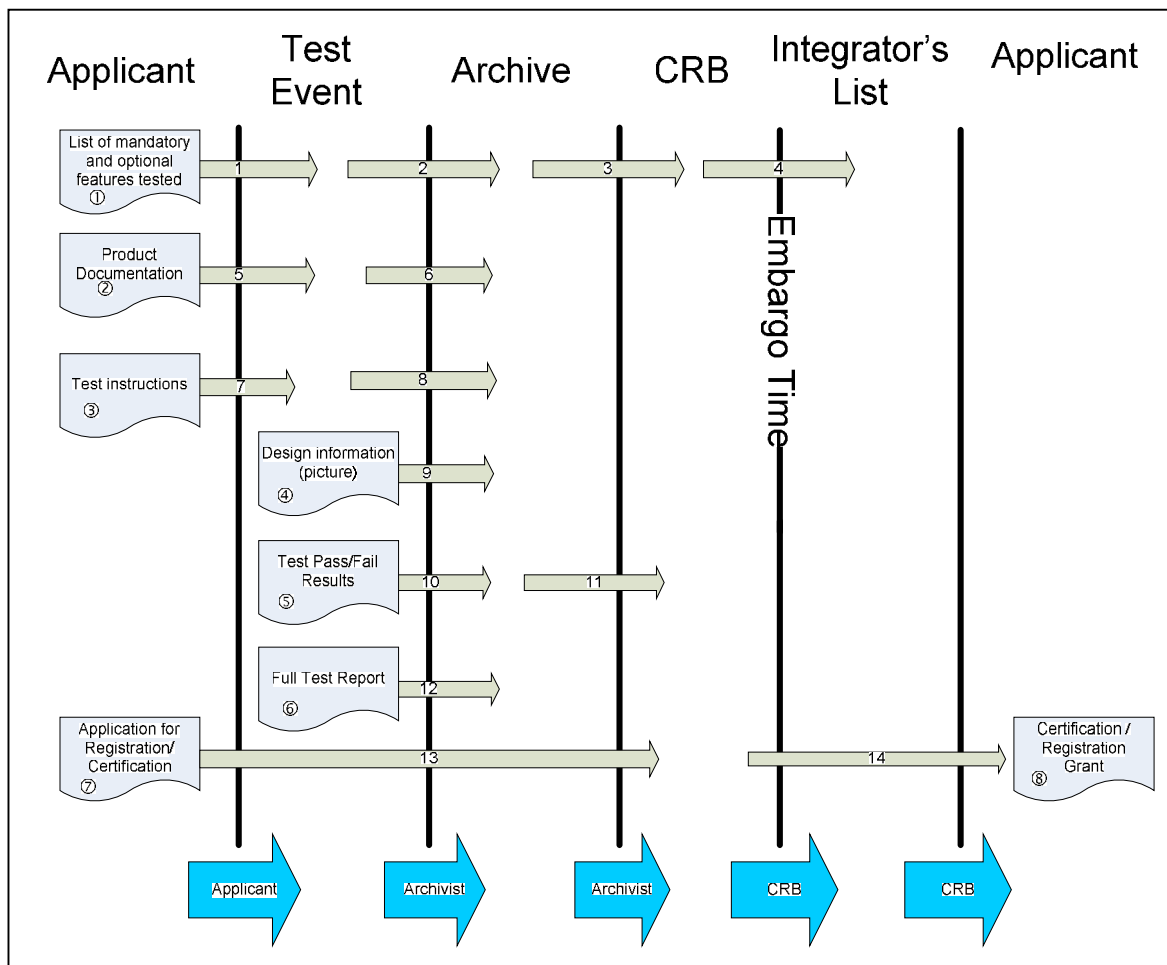 Applicant
Test
Event
Archive
CRB
Integrator's
List
Applicant
List of mandatory
and optional
features tested
①
1
2
3
4
Product
Documentation
②
5
6
Embargo Time
Test instructions
③
7
8
Design information
(picture)
④
9
Test Pass/Fail
Results
⑤
10
11
Full Test Report
⑥
12
Application for
Registration/
Certification
⑦
13
14
Certification /
Registration
Grant
⑧
Applicant
Archivist
Archivist
CRB
CRB